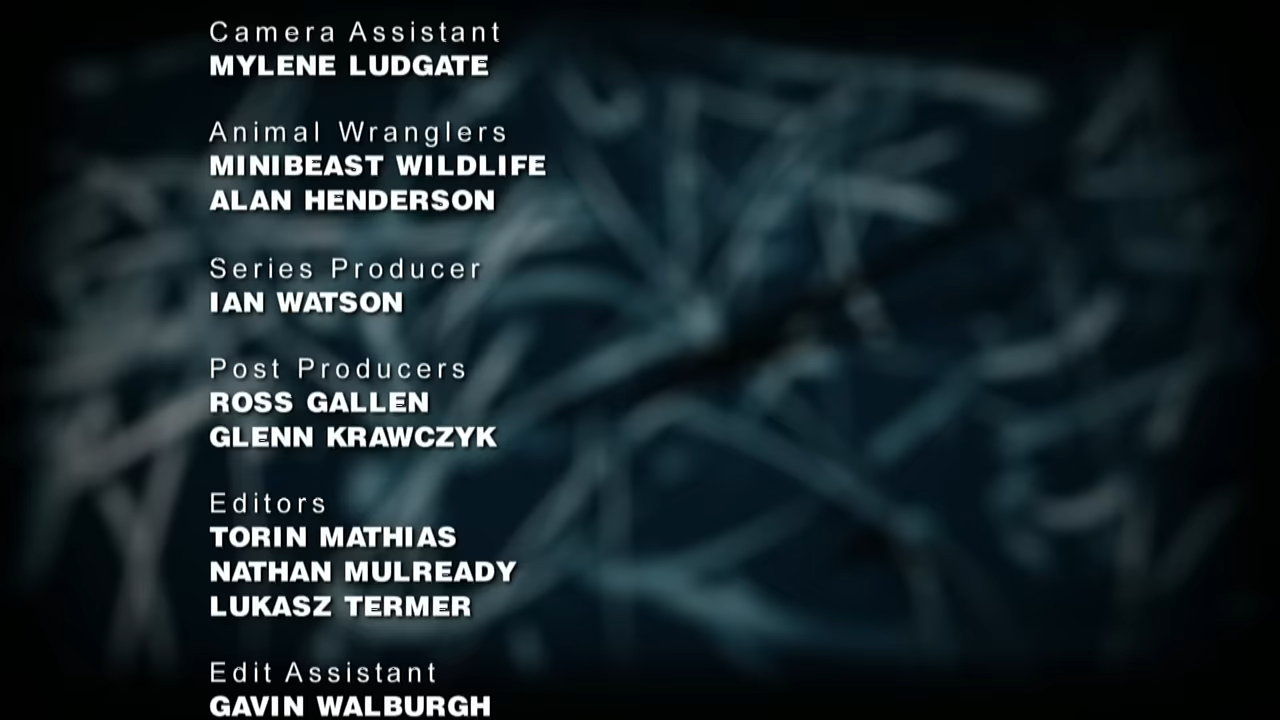 Camera Assistant
MYLENE LUDGATE
Animal Wranglers
MINIBEAST WILDLIFE
ALAN HENDERSON
Series Producer
IAN WATSON
Post Producers
ROSS GALLEN
GLENN KRAWCZYK
Editors
TORIN MATHIAS
NATHAN MULREADY
LUKASZ TERMER
Edit Assistant
GAVIN WALBURGH